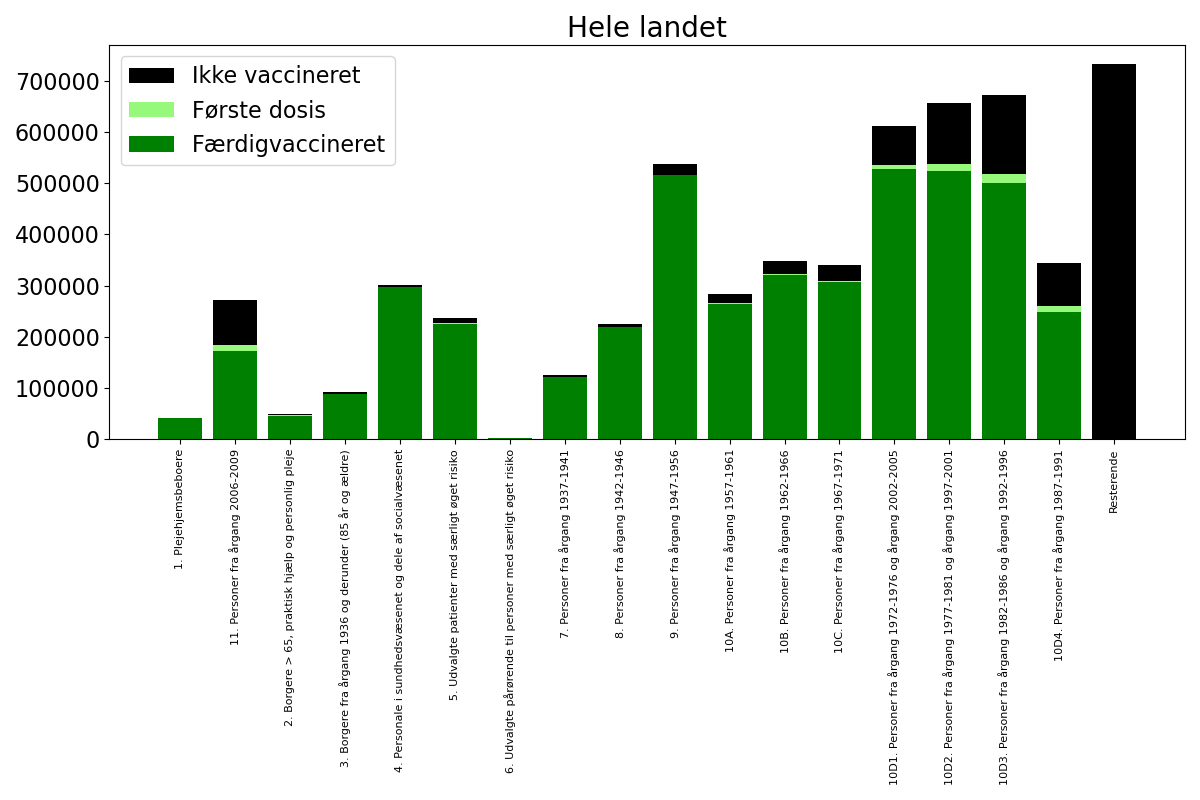 Hele landet
Ikke vaccineret
Første dosis
Færdigvaccineret
700000
600000
500000
400000
300000
200000
100000
0
1. Plejehjemsbeboere
11. Personer fra årgang 2006-2009
2. Borgere > 65, praktisk hjælp og personlig pleje
3. Borgere fra årgang 1936 og derunder (85 år og ældre)
4. Personale i sundhedsvæsenet og dele af socialvæsenet
5. Udvalgte patienter med særligt øget risiko
6. Udvalgte pårørende til personer med særligt øget risiko
7. Personer fra årgang 1937-1941
8. Personer fra årgang 1942-1946
9. Personer fra årgang 1947-1956
10A. Personer fra årgang 1957-1961
10B. Personer fra årgang 1962-1966
10C. Personer fra årgang 1967-1971
10D1. Personer fra årgang 1972-1976 og årgang 2002-2005
10D2. Personer fra årgang 1977-1981 og årgang 1997-2001
10D3. Personer fra årgang 1982-1986 og årgang 1992-1996
10D4. Personer fra årgang 1987-1991
Resterende